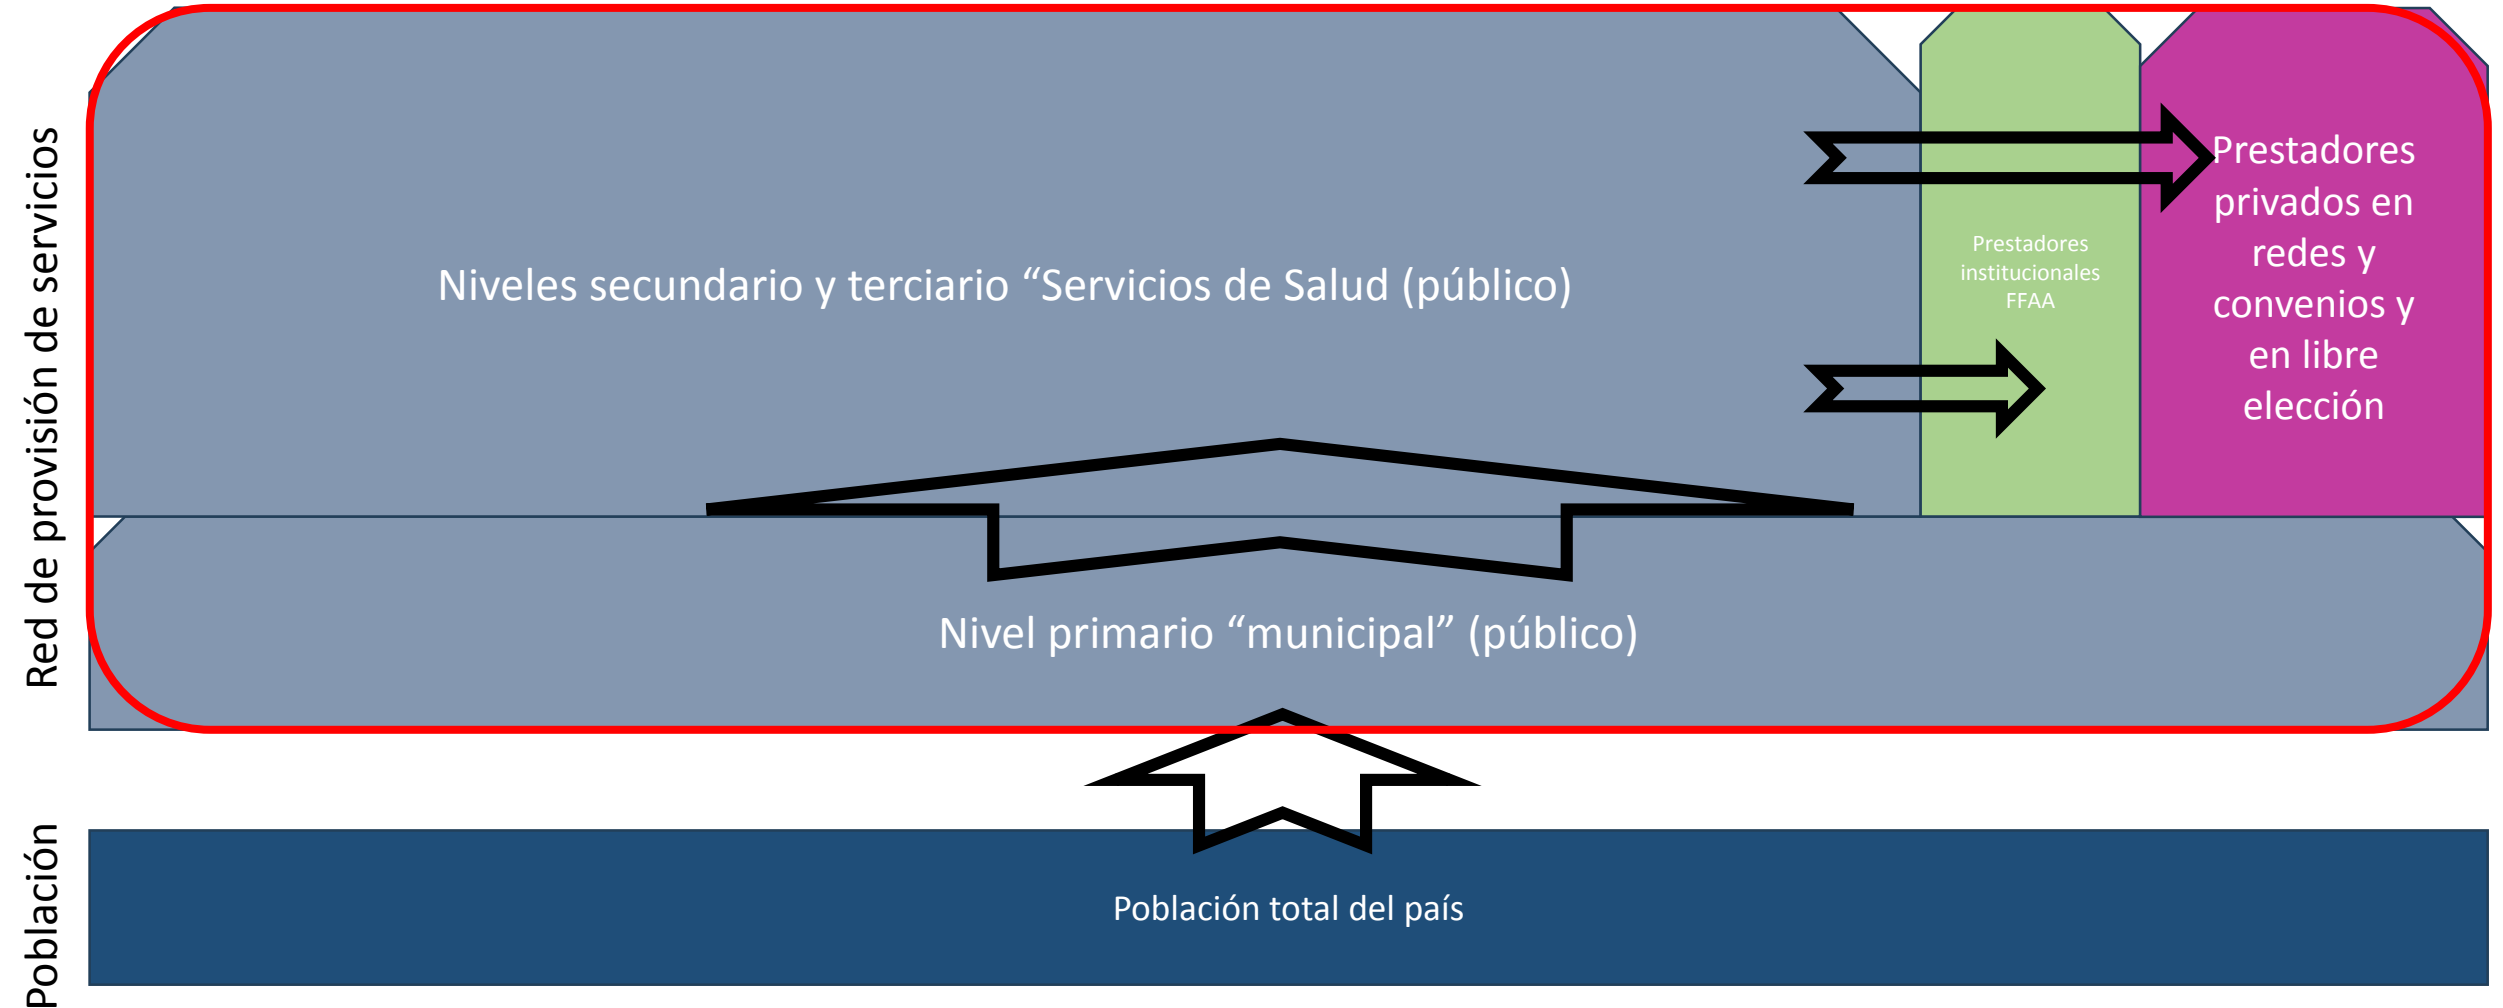 Red de provisión de servicios
Niveles secundario y terciario “Servicios de Salud (público)
Prestadores
institucionales
FFAA
Prestadores
privados en
redes y
convenios y
en libre
elección
Nivel primario “municipal” (público)
Población
Población total del país